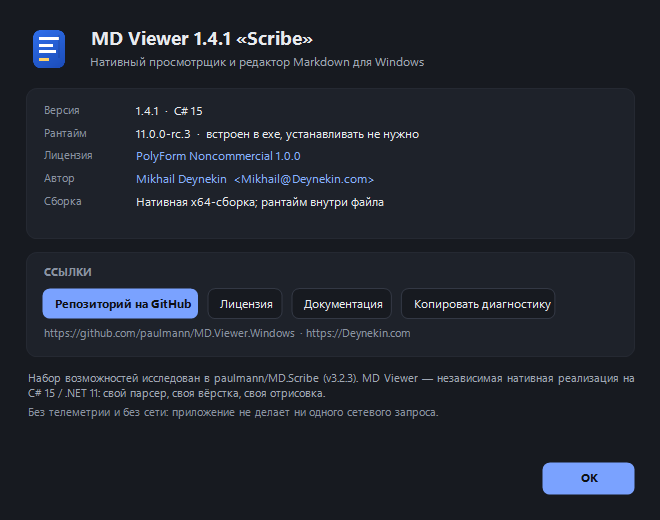 MD Viewer 1.4.1 «Scribe»
Нативный просмотрщик и редактор Markdown для Windows
Версия 1.4.1 · C# 15
Рантайм 11.0.0-rc.3 · встроен в exe, устанавливать не нужно
Лицензия PolyForm Noncommercial 1.0.0
Автор Mikhail Deynekin <Mikhail@Deynekin.com>
Сборка Нативная x64-сборка; рантайм внутри файла
ССЫЛКИ
Репозиторий на GitHub Лицензия Документация Копировать диагностику
https://github.com/paulmann/MD.Viewer.Windows · https://Deynekin.com
Набор возможностей исследован в paulmann/MD.Scribe (v3.2.3). MD Viewer — независимая нативная реализация на
C# 15 / .NET 11: свой парсер, своя вёрстка, своя отрисовка.
Без телеметрии и без сети: приложение не делает ни одного сетевого запроса.
OK